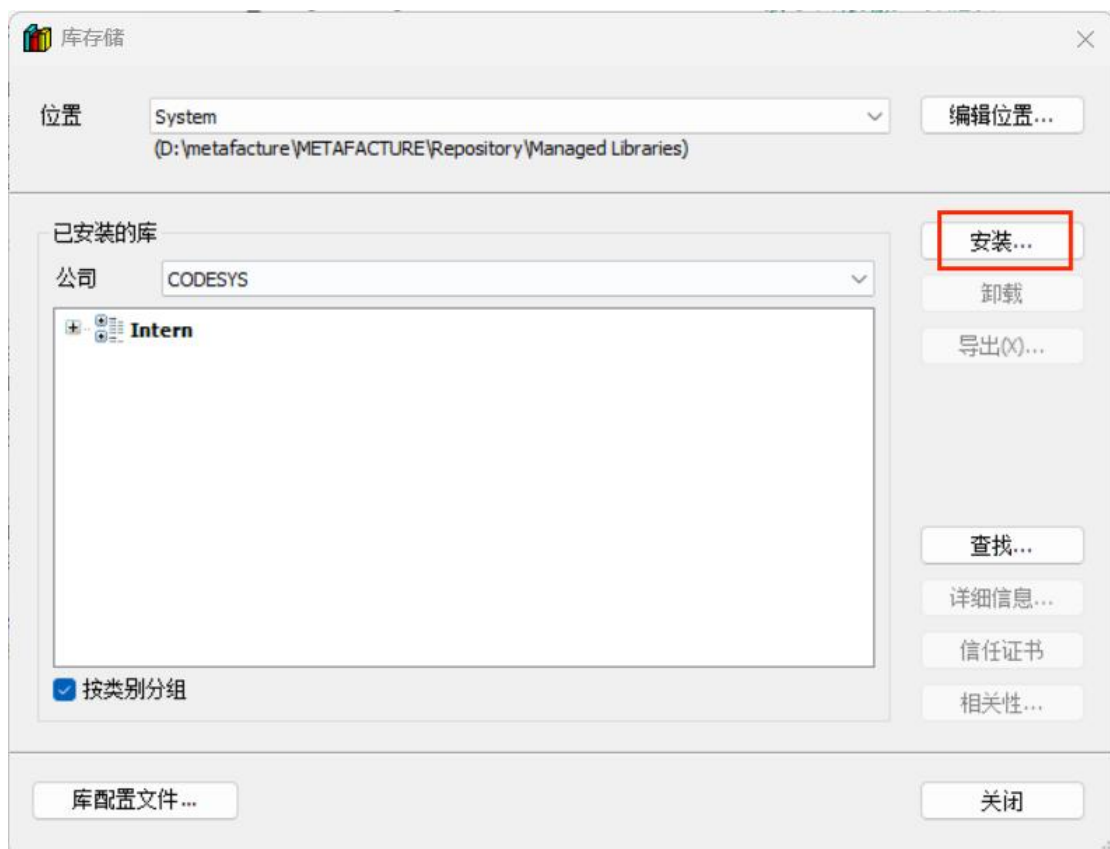 库存储
位置
System
编辑位置...
(D:\metafacture\METAFACTURE\Repository\Managed Libraries)
已安装的库
安装...
公司
CODESYS
卸载
Intern
导出(X)...
查找...
详细信息...
信任证书
按类别分组
相关性...
库配置文件...
关闭